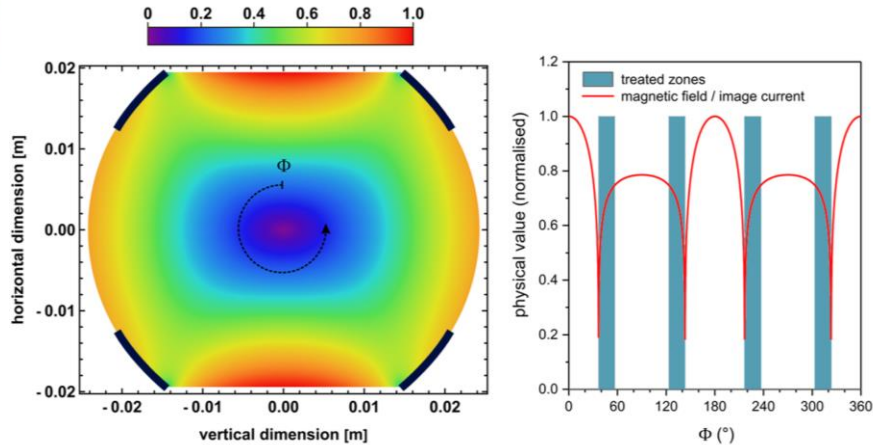 0 0.2 0.4 0.6 0.8 1.0
0.02
0.01
0.00
- 0.01
- 0.02
horizontal dimension [m]
Φ
- 0.02 - 0.01 0.00 0.01 0.02
vertical dimension [m]
1.2
1.0
0.8
0.6
0.4
0.2
0.0
physical value (normalised)
treated zones
magnetic field / image current
0 60 120 180 240 300 360
Φ (°)